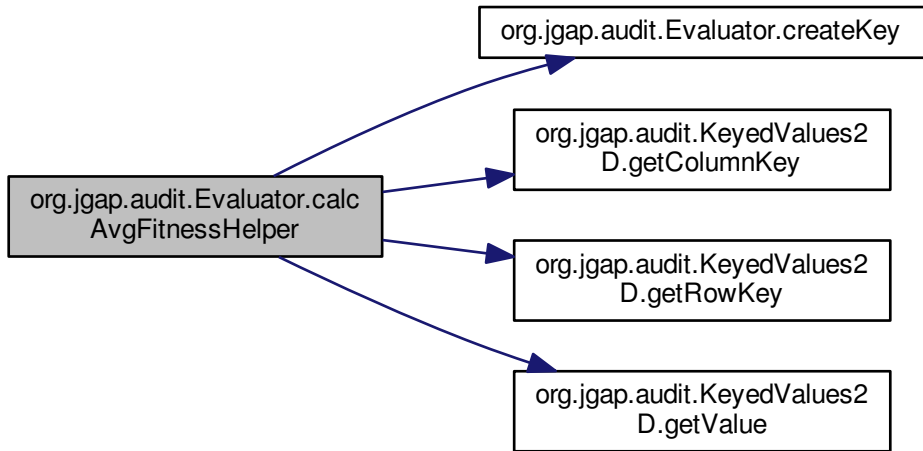 org.jgap.audit.Evaluator.createKey
org.jgap.audit.KeyedValues2
D.getColumnKey
org.jgap.audit.Evaluator.calc
AvgFitnessHelper
org.jgap.audit.KeyedValues2
D.getRowKey
org.jgap.audit.KeyedValues2
D.getValue